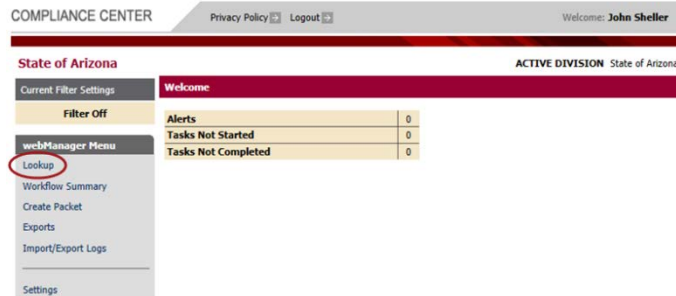 COMPLIANCE CENTER
Privacy Policy Logout
Welcome: John Sheller
State of Arizona
ACTIVE DIVISION State of Arizona
Current Filter Settings
Filter Off
Welcome
Alerts 0
Tasks Not Started 0
Tasks Not Completed 0
webManager Menu
Lookup
Workflow Summary
Create Packet
Exports
Import/Export Logs
Settings